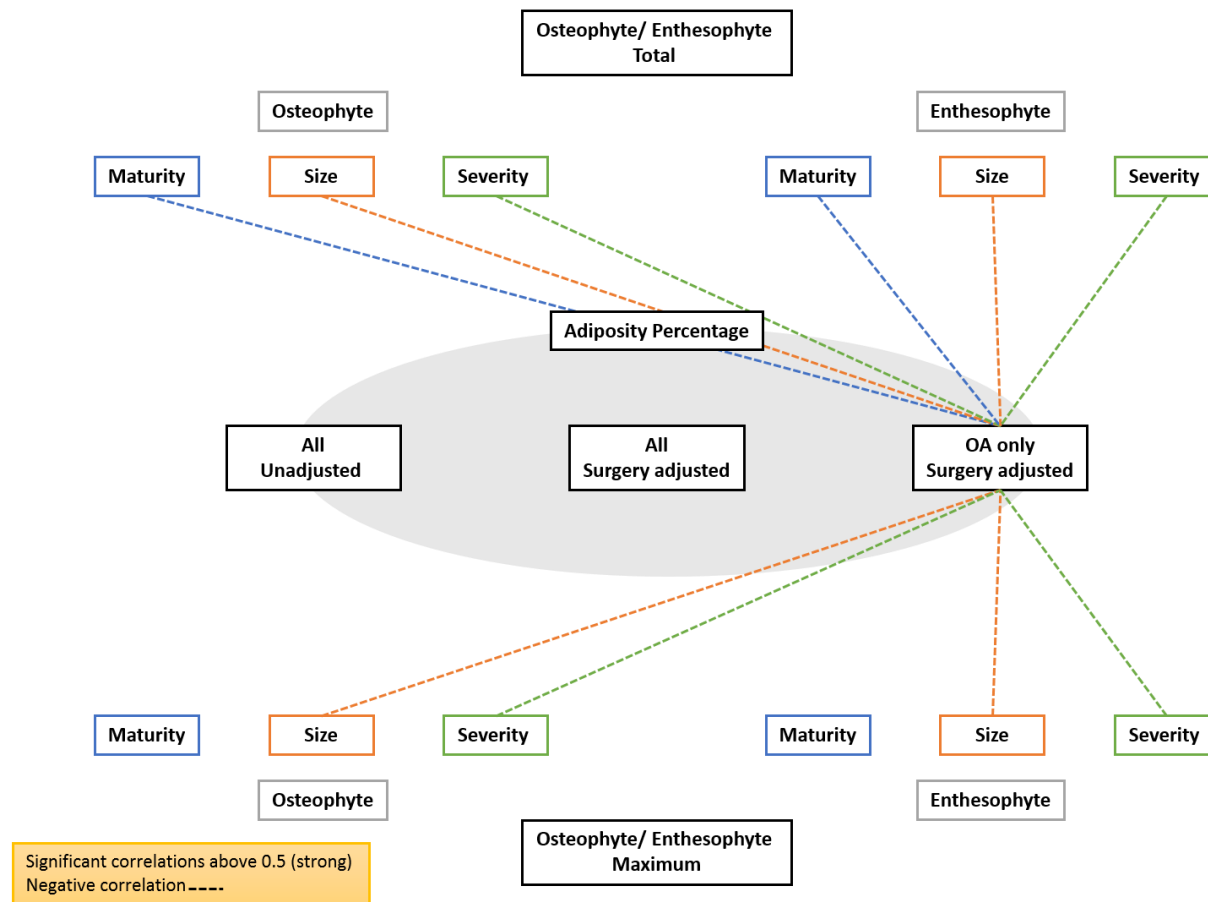 Osteophyte/ Enthesophyte
Total
Osteophyte
Enthesophyte
Maturity
Size
Severity
Maturity
Size
Severity
Adiposity Percentage
All
Unadjusted
All
Surgery adjusted
OA only
Surgery adjusted
Maturity
Size
Severity
Maturity
Size
Severity
Osteophyte
Enthesophyte
Osteophyte/ Enthesophyte
Maximum
Significant correlations above 0.5 (strong)
Negative correlation